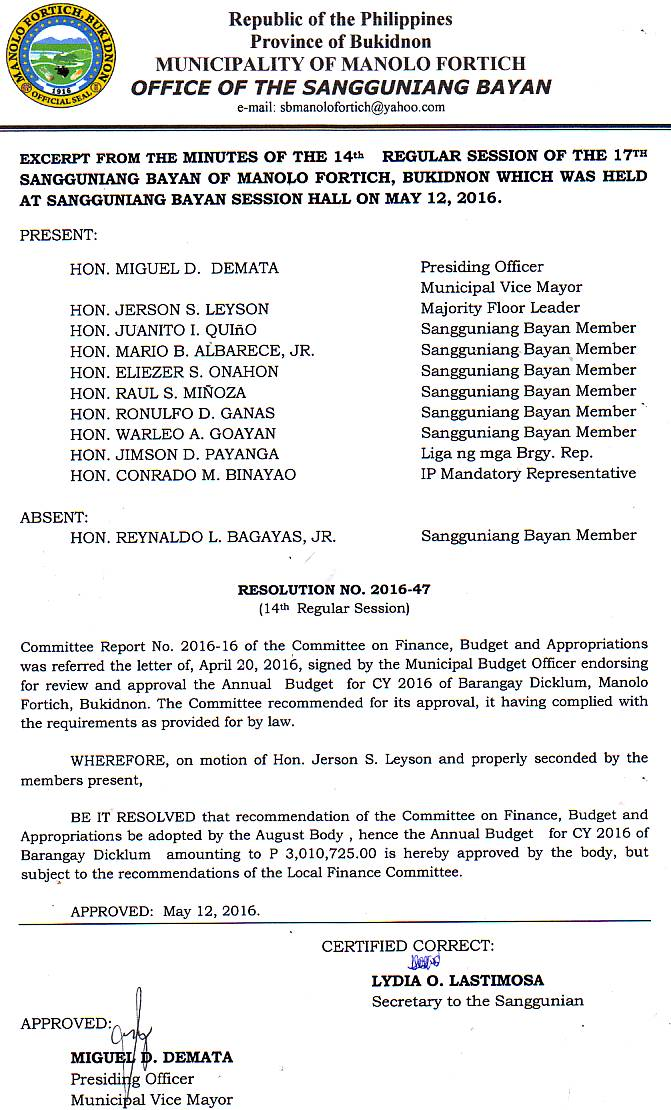 MANOLO FORTICH, BUKIDNON
1916
OFFICIAL SEAL
Republic of the Philippines
Province of Bukidnon
MUNICIPALITY OF MANOLO FORTICH
OFFICE OF THE SANGGUNIANG BAYAN
e-mail: sbmanolofortich@yahoo.com
EXCERPT FROM THE MINUTES OF THE 14th REGULAR SESSION OF THE 17TH
SANGGUNIANG BAYAN OF MANOLO FORTICH, BUKIDNON WHICH WAS HELD
AT SANGGUNIANG BAYAN SESSION HALL ON MAY 12, 2016.
PRESENT:
HON. MIGUEL D. DEMATA Presiding Officer
Municipal Vice Mayor
HON. JERSON S. LEYSON Majority Floor Leader
HON. JUANITO I. QUIñO Sangguniang Bayan Member
HON. MARIO B. ALBARECE, JR. Sangguniang Bayan Member
HON. ELIEZER S. ONAHON Sangguniang Bayan Member
HON. RAUL S. MIÑOZA Sangguniang Bayan Member
HON. RONULFO D. GANAS Sangguniang Bayan Member
HON. WARLEO A. GOAYAN Sangguniang Bayan Member
HON. JIMSON D. PAYANGA Liga ng mga Brgy. Rep.
HON. CONRADO M. BINAYAO IP Mandatory Representative
ABSENT:
HON. REYNALDO L. BAGAYAS, JR. Sangguniang Bayan Member
RESOLUTION NO. 2016-47
(14th Regular Session)
Committee Report No. 2016-16 of the Committee on Finance, Budget and Appropriations
was referred the letter of, April 20, 2016, signed by the Municipal Budget Officer endorsing
for review and approval the Annual Budget for CY 2016 of Barangay Dicklum, Manolo
Fortich, Bukidnon. The Committee recommended for its approval, it having complied with
the requirements as provided for by law.
WHEREFORE, on motion of Hon. Jerson S. Leyson and properly seconded by the
members present,
BE IT RESOLVED that recommendation of the Committee on Finance, Budget and
Appropriations be adopted by the August Body , hence the Annual Budget for CY 2016 of
Barangay Dicklum amounting to P 3,010,725.00 is hereby approved by the body, but
subject to the recommendations of the Local Finance Committee.
APPROVED: May 12, 2016.
CERTIFIED CORRECT:
LYDIA O. LASTIMOSA
Secretary to the Sanggunian
APPROVED:
MIGUEL D. DEMATA
Presiding Officer
Municipal Vice Mayor